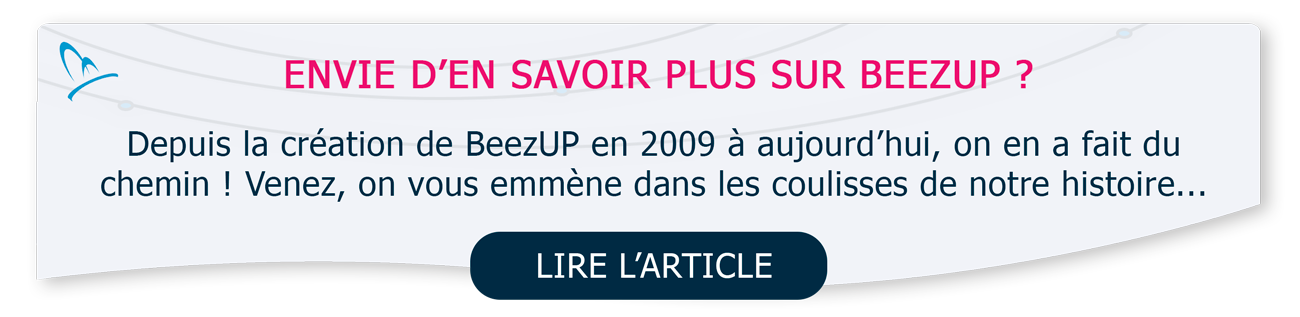 ENVIE D’EN SAVOIR PLUS SUR BEEZUP ?
Depuis la création de BeezUP en 2009 à aujourd’hui, on en a fait du
chemin ! Venez, on vous emmène dans les coulisses de notre histoire...
LIRE L’ARTICLE